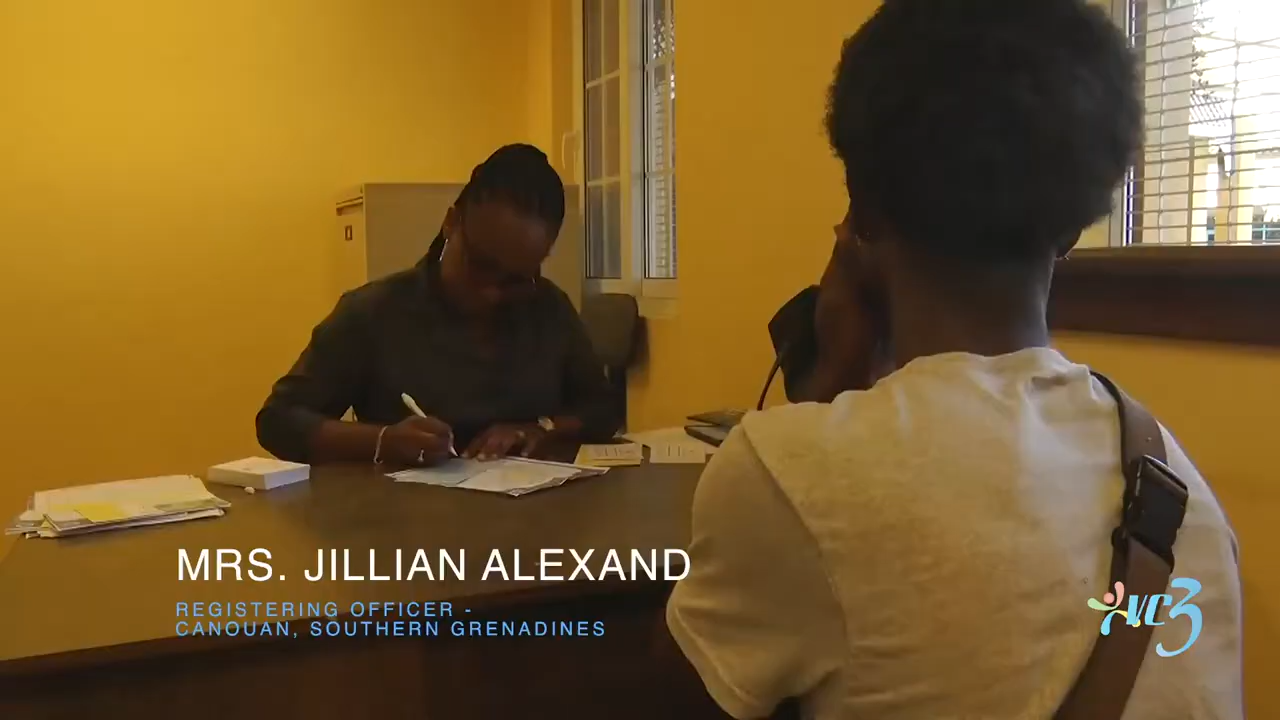 MRS. JILLIAN ALEXAND
REGISTERING OFFICER -
CANOUAN, SOUTHERN GRENADINES
VC3